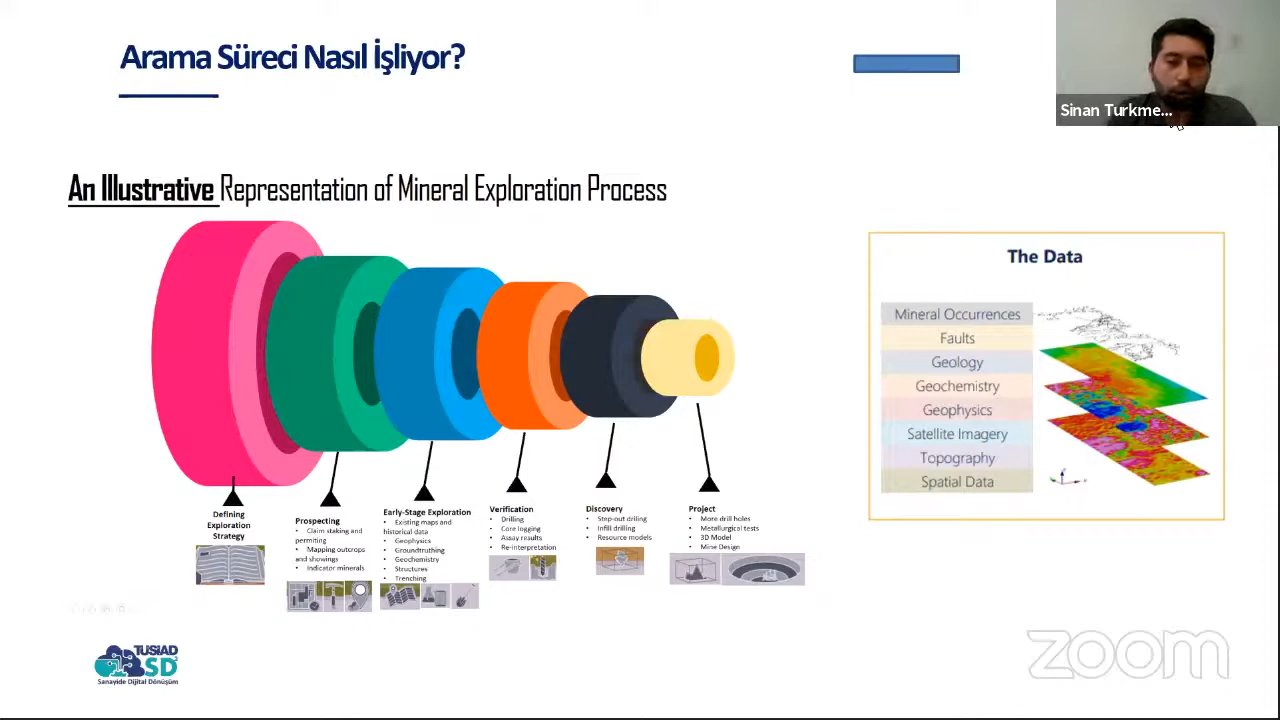 Arama Süreci Nasıl İşliyor?
Sinan Turkme...
An Illustrative Representation of Mineral Exploration Process
Defining
Exploration
Strategy
Prospecting
• Claim staking and
permiting
• Mapping outcrops
and showings
• Indicator minerals
Early-Stage Exploration
• Existing maps and
historical data
• Geophysics
• Groundtruthing
• Geochemistry
• Structures
• Trenching
Verification
• Drilling
• Core logging
• Assay results
• Re-interpretation
Discovery
• Step-out drilling
• Infill drilling
• Resource models
Project
• More drill holes
• Metallurgical tests
• 3D Model
• Mine Design
The Data
Mineral Occurrences
Faults
Geology
Geochemistry
Geophysics
Satellite Imagery
Topography
Spatial Data
TUSIAD
SD²
Sanayide Dijital Dönüşüm
zoom